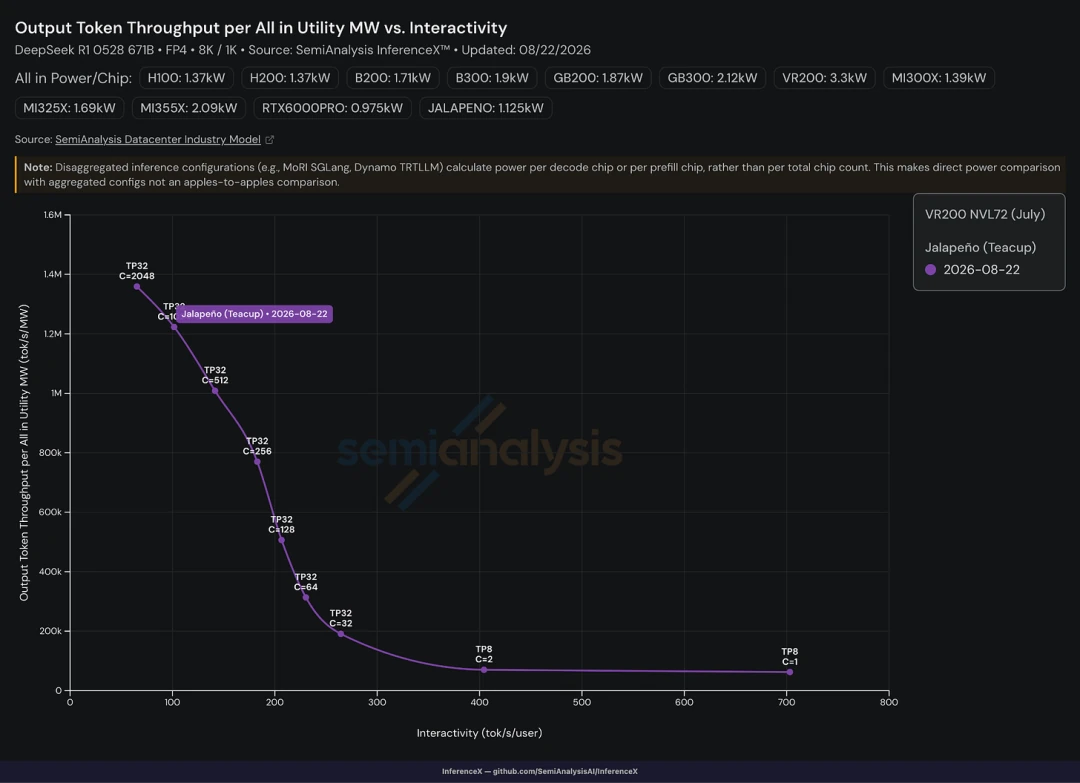 Output Token Throughput per All in Utility MW vs. Interactivity
DeepSeek R1 0528 671B • FP4 • 8K / 1K • Source: SemiAnalysis InferenceX™ • Updated: 08/22/2026
All in Power/Chip: H100: 1.37kW H200: 1.37kW B200: 1.71kW B300: 1.9kW GB200: 1.87kW GB300: 2.12kW VR200: 3.3kW MI300X: 1.39kW
MI325X: 1.69kW MI355X: 2.09kW RTX6000PRO: 0.975kW JALAPENO: 1.125kW
Source: SemiAnalysis Datacenter Industry Model
Note: Disaggregated inference configurations (e.g., MoRI SGLang, Dynamo TRTLLM) calculate power per decode chip or per prefill chip, rather than per total chip count. This makes direct power comparison
with aggregated configs not an apples-to-apples comparison.
VR200 NVL72 (July)
Jalapeño (Teacup)
2026-08-22
Output Token Throughput per All in Utility MW (tok/s/MW)
1.6M
1.4M
1.2M
1M
800k
600k
400k
200k
0
TP32
C=2048
Jalapeño (Teacup) • 2026-08-22
TP32
C=512
TP32
C=256
TP32
C=128
TP32
C=64
TP32
C=32
TP8
C=2
TP8
C=1
semianalysis
0 100 200 300 400 500 600 700 800
Interactivity (tok/s/user)
InferenceX — github.com/SemiAnalysisAI/InferenceX